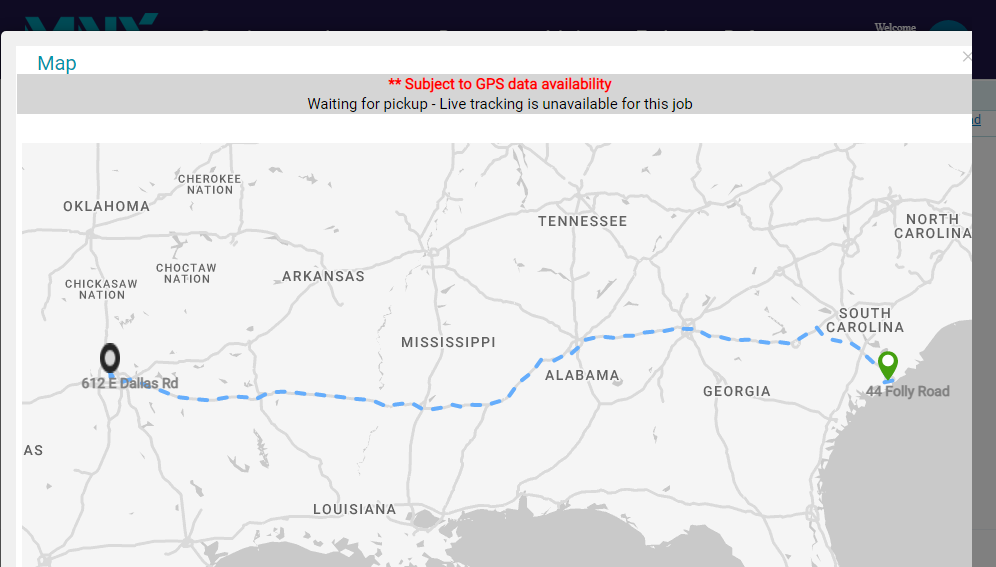 Welcome
Map
×
** Subject to GPS data availability
Waiting for pickup - Live tracking is unavailable for this job
CHEROKEE
NATION
OKLAHOMA
TENNESSEE
NORTH
CAROLINA
CHOCTAW
NATION
ARKANSAS
CHICKASAW
NATION
SOUTH
CAROLINA
MISSISSIPPI
ALABAMA
612 E Dallas Rd
GEORGIA
44 Folly Road
AS
LOUISIANA